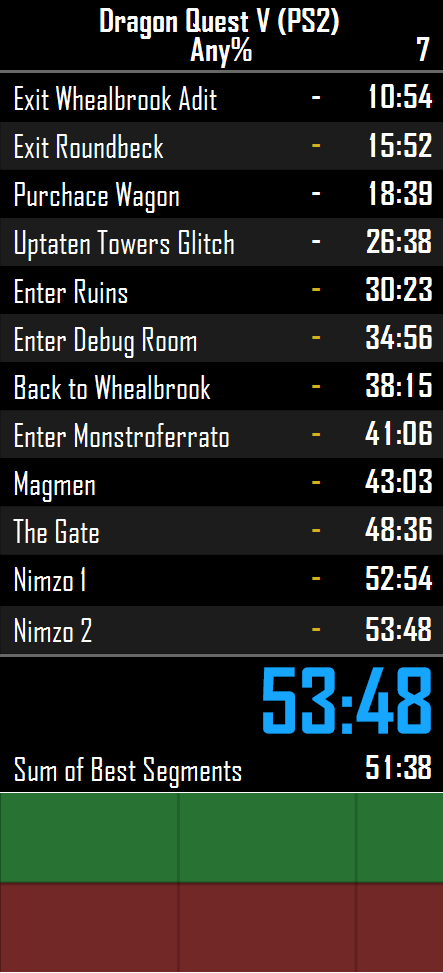 Dragon Quest V (PS2)
Any% 7
Exit Whealbrook Adit - 10:54
Exit Roundbeck - 15:52
Purchace Wagon - 18:39
Uptaten Towers Glitch - 26:38
Enter Ruins - 30:23
Enter Debug Room - 34:56
Back to Whealbrook - 38:15
Enter Monstroferrato - 41:06
Magmen - 43:03
The Gate - 48:36
Nimzo 1 - 52:54
Nimzo 2 - 53:48
53:48
Sum of Best Segments 51:38